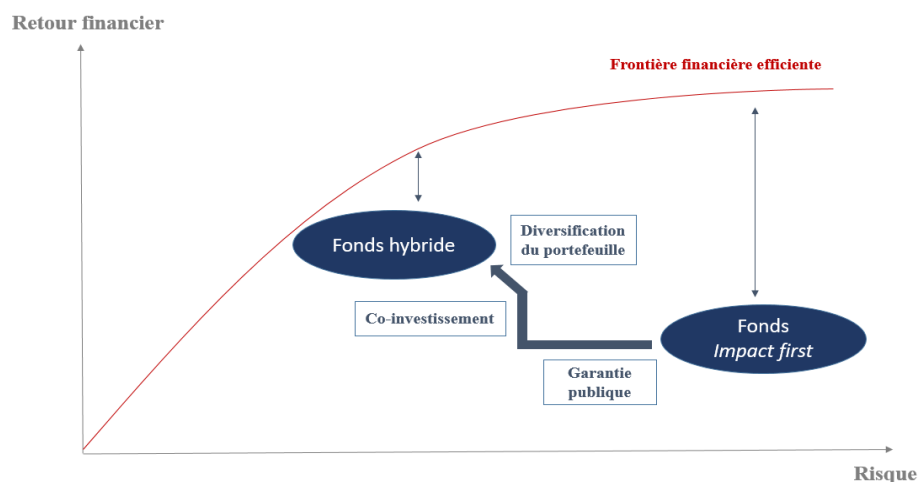 Retour financier
Frontière financière efficiente
Fonds hybride
Diversification
du portefeuille
Co-investissement
Fonds
Impact first
Garantie
publique
Risque